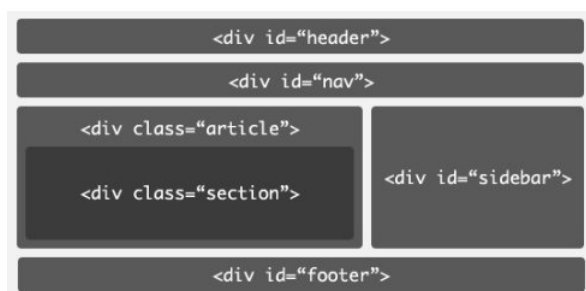 <div id=“header”>
<div id=“nav”>
<div class=“article”>
<div class=“section”>
<div id=“sidebar”>
<div id=“footer”>